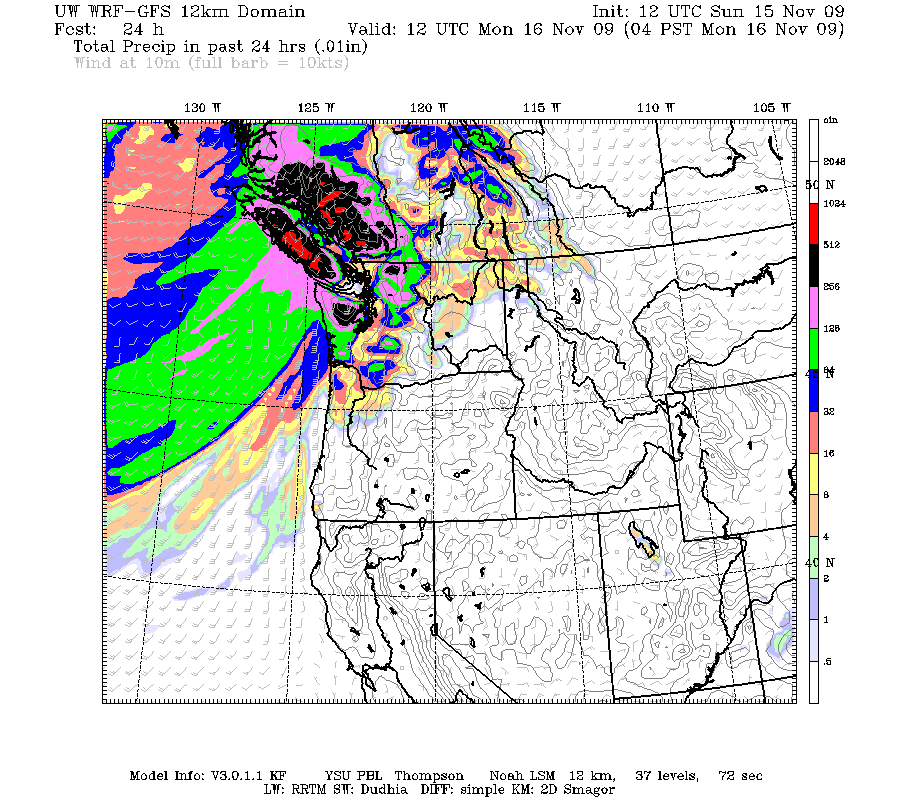 UW WRF-GFS 12km Domain Init: 12 UTC Sun 15 Nov 09
Fcst: 24 h Valid: 12 UTC Mon 16 Nov 09 (04 PST Mon 16 Nov 09)
Total Precip in past 24 hrs (.01in)
Wind at 10m (full barb = 10kts)
130 W 125 W 120 W 115 W 110 W 105 W
oin
2048
50 N
1024
512
256
128
64
N
32
16
8
4
40 N
2
1
.5
Model Info: V3.0.1.1 KF YSU PBL Thompson Noah LSM 12 km, 37 levels, 72 sec
LW: RRTM SW: Dudhia DIFF: simple KM: 2D Smagor